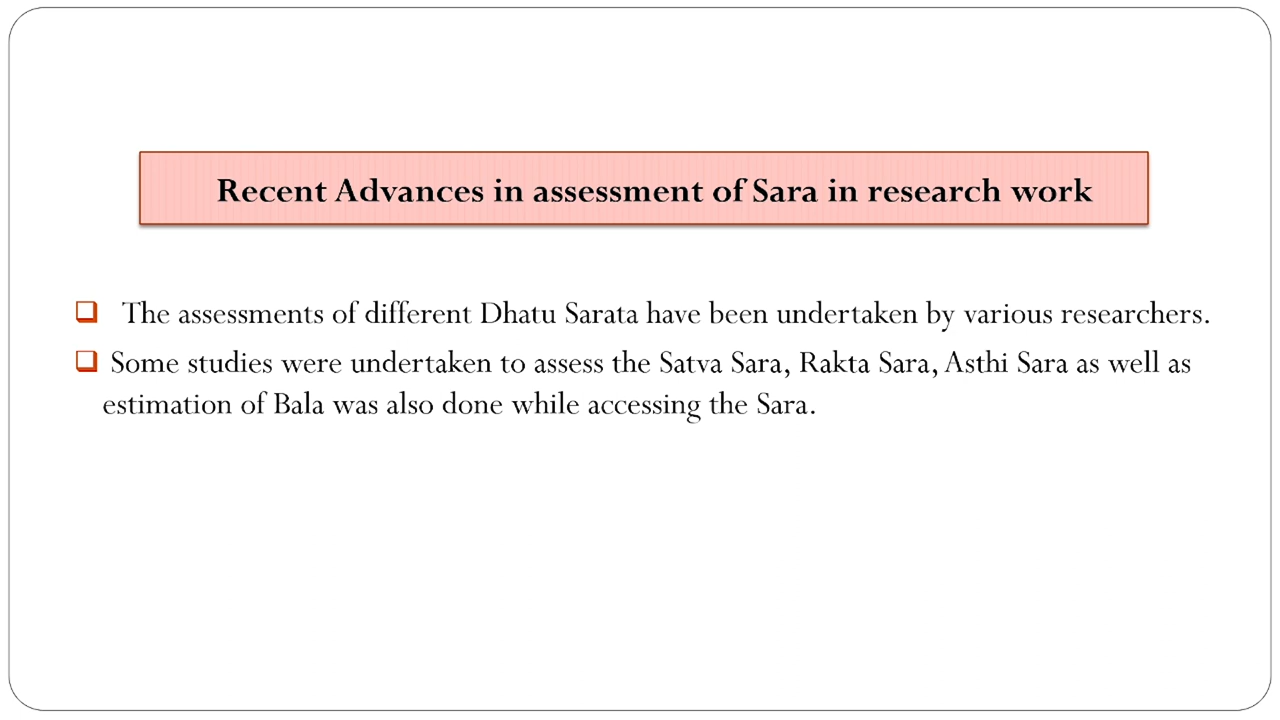 Recent Advances in assessment of Sara in research work
The assessments of different Dhatu Sarata have been undertaken by various researchers.
Some studies were undertaken to assess the Satva Sara, Rakta Sara, Asthi Sara as well as
estimation of Bala was also done while accessing the Sara.